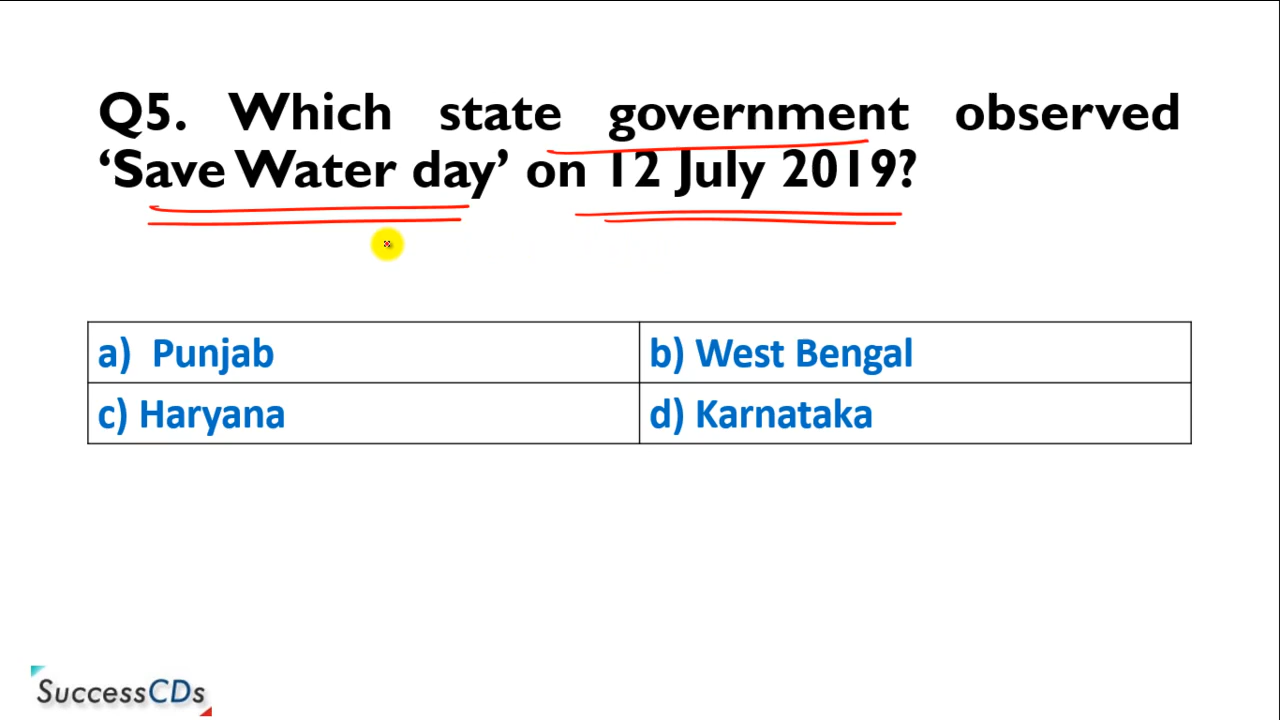 Q5. Which state government observed
‘Save Water day’ on 12 July 2019?
a) Punjab
b) West Bengal
c) Haryana
d) Karnataka
SuccessCDs